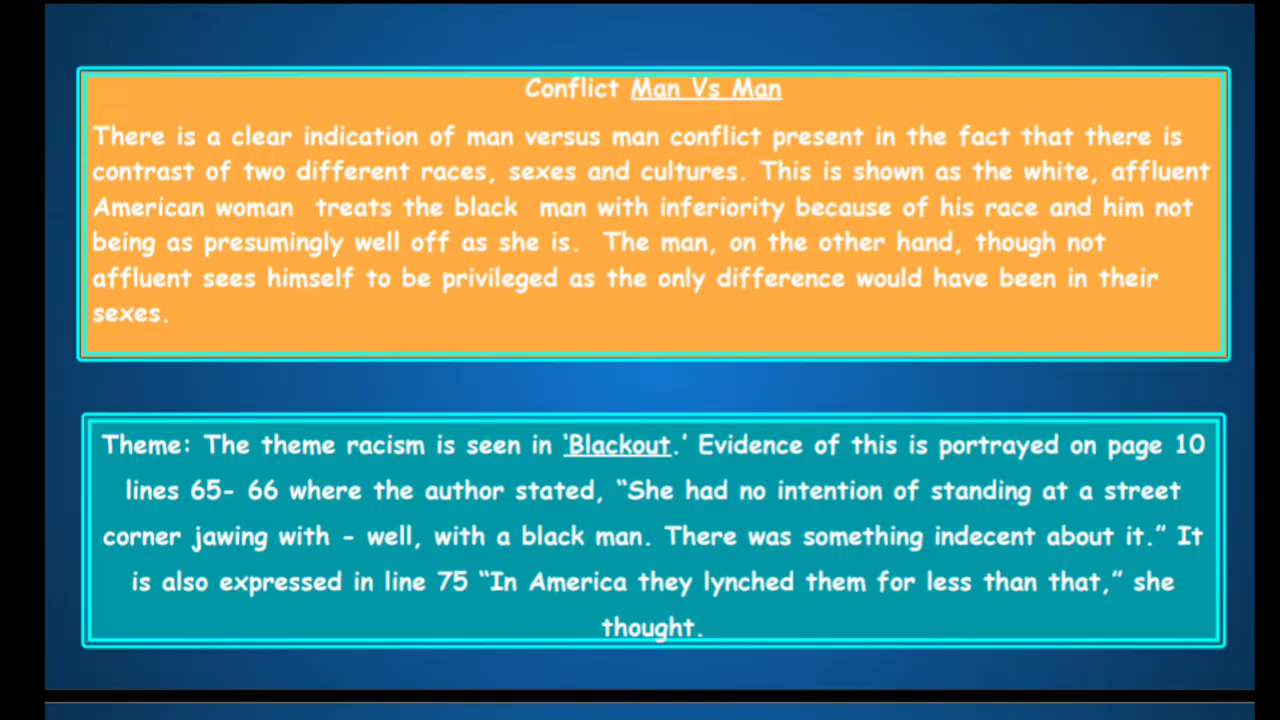 Conflict Man Vs Man
There is a clear indication of man versus man conflict present in the fact that there is
contrast of two different races, sexes and cultures. This is shown as the white, affluent
American woman treats the black man with inferiority because of his race and him not
being as presumingly well off as she is. The man, on the other hand, though not
affluent sees himself to be privileged as the only difference would have been in their
sexes.
Theme: The theme racism is seen in ‘Blackout.’ Evidence of this is portrayed on page 10
lines 65- 66 where the author stated, “She had no intention of standing at a street
corner jawing with - well, with a black man. There was something indecent about it.” It
is also expressed in line 75 “In America they lynched them for less than that,” she
thought.